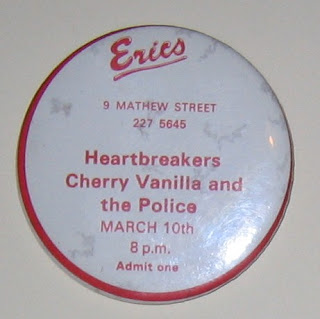 Erics
9 MATHEW STREET
227 5645
Heartbreakers
Cherry Vanilla and
the Police
MARCH 10th
8 p.m.
Admit one